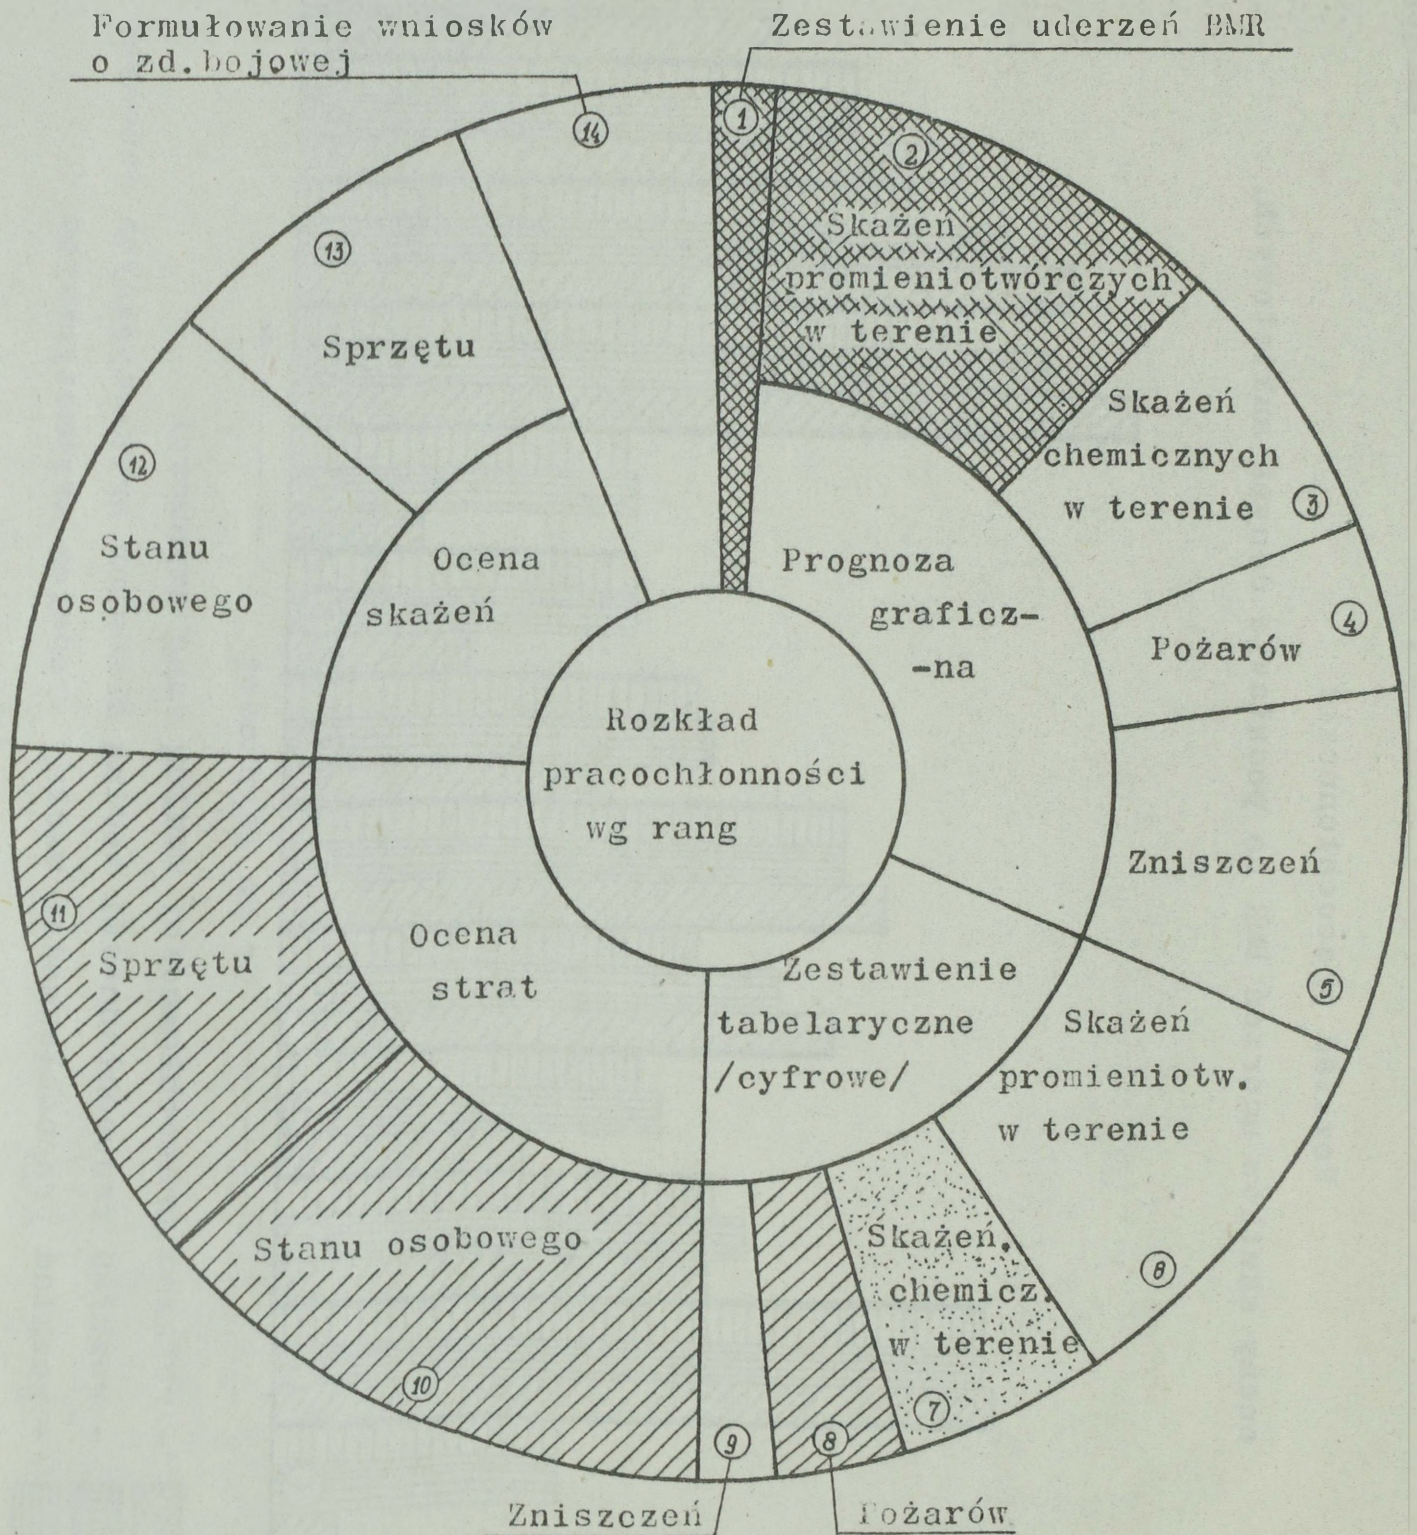 Formułowanie wniosków
o zd.bojowej
Zestawienie uderzeń BMR
14
1
2
Skażeń
promieniotwórczych
w terenie
Skażeń
chemicznych
w terenie
3
4
Pożarów
Zniszczeń
5
Skażeń
promieniotw.
w terenie
8
Skażeń.
chemicz.
w terenie
7
8
Pożarów
9
Zniszczeń
10
Stanu osobowego
11
Sprzętu
12
Stanu
osobowego
13
Sprzętu
Prognoza
graficz-
-na
Zestawienie
tabelaryczne
/cyfrowe/
Ocena
strat
Ocena
skażeń
Rozkład
pracochłonności
wg rang